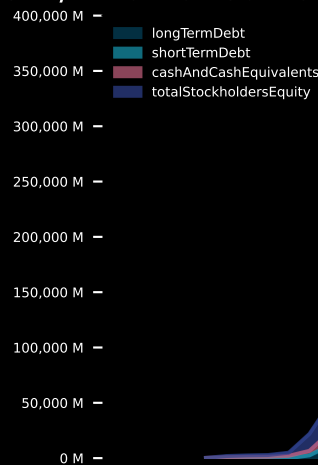 400,000 M
longTermDebt
shortTermDebt
350,000 M
cashAndCashEquivalents
totalStockholdersEquity
300,000 M
250,000 M
200,000 M
150,000 M
100,000 M
50,000 M
0 M